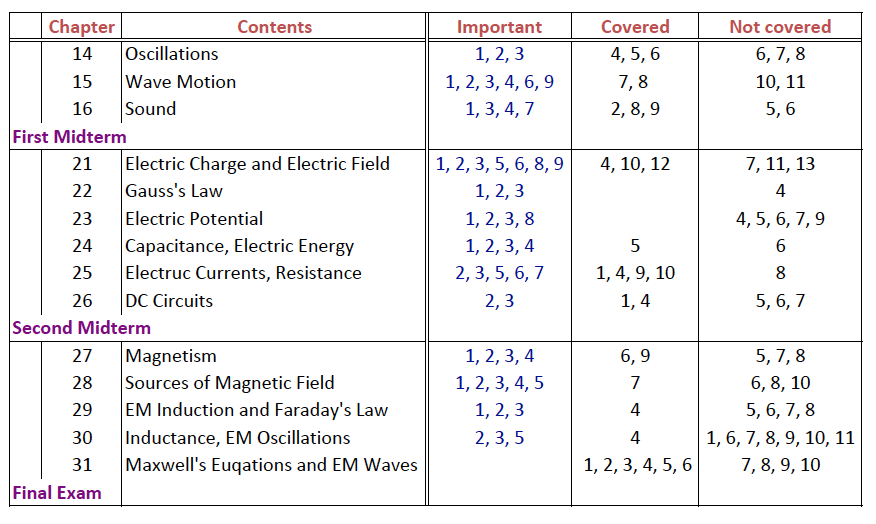 Chapter Contents Important Covered Not covered
14 Oscillations 1, 2, 3 4, 5, 6 6, 7, 8
15 Wave Motion 1, 2, 3, 4, 6, 9 7, 8 10, 11
16 Sound 1, 3, 4, 7 2, 8, 9 5, 6
First Midterm
21 Electric Charge and Electric Field 1, 2, 3, 5, 6, 8, 9 4, 10, 12 7, 11, 13
22 Gauss's Law 1, 2, 3 4
23 Electric Potential 1, 2, 3, 8 4, 5, 6, 7, 9
24 Capacitance, Electric Energy 1, 2, 3, 4 5 6
25 Electruc Currents, Resistance 2, 3, 5, 6, 7 1, 4, 9, 10 8
26 DC Circuits 2, 3 1, 4 5, 6, 7
Second Midterm
27 Magnetism 1, 2, 3, 4 6, 9 5, 7, 8
28 Sources of Magnetic Field 1, 2, 3, 4, 5 7 6, 8, 10
29 EM Induction and Faraday's Law 1, 2, 3 4 5, 6, 7, 8
30 Inductance, EM Oscillations 2, 3, 5 4 1, 6, 7, 8, 9, 10, 11
31 Maxwell's Euqations and EM Waves 1, 2, 3, 4, 5, 6 7, 8, 9, 10
Final Exam